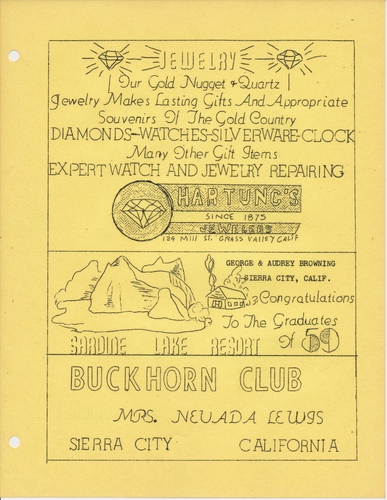 JEWELRY
Our Gold Nugget & Quartz
Jewelry Makes Lasting Gifts And Appropriate
Souvenirs Of The Gold Country
DIAMONDS-WATCHES-SILVERWARE-CLOCK
Many Other Gift Items
EXPERT WATCH AND JEWELRY REPAIRING
HARTUNG'S
SINCE 1875
JEWELERS
124 Mill St. GRASS VALLEY CALIF
GEORGE & AUDREY BROWNING
SIERRA CITY, CALIF.
Congratulations
To The Graduates
Of 59
SARDINE LAKE RESORT
BUCKHORN CLUB
MRS. NEVADA LEWIS
SIERRA CITY CALIFORNIA